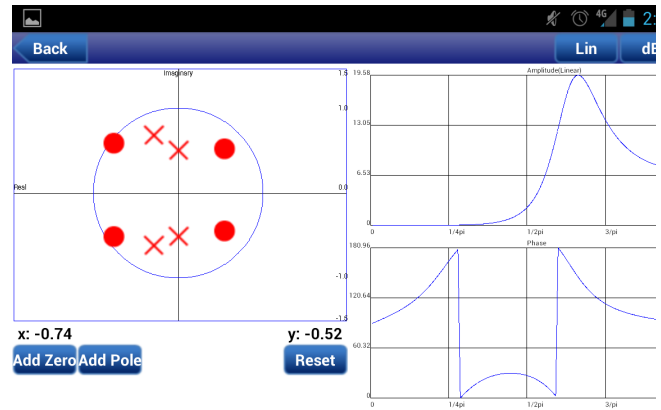 4G 2:
Back Lin dB
Imaginary 1.5
1.0
Real 0.0
-1.0
-1.5
x: -0.74 y: -0.52
Add Zero Add Pole Reset
Amplitude(Linear)
19.58
13.05
6.53
0
0 1/4pi 1/2pi 3/pi
Phase
180.96
120.64
60.32
0
0 1/4pi 1/2pi 3/pi